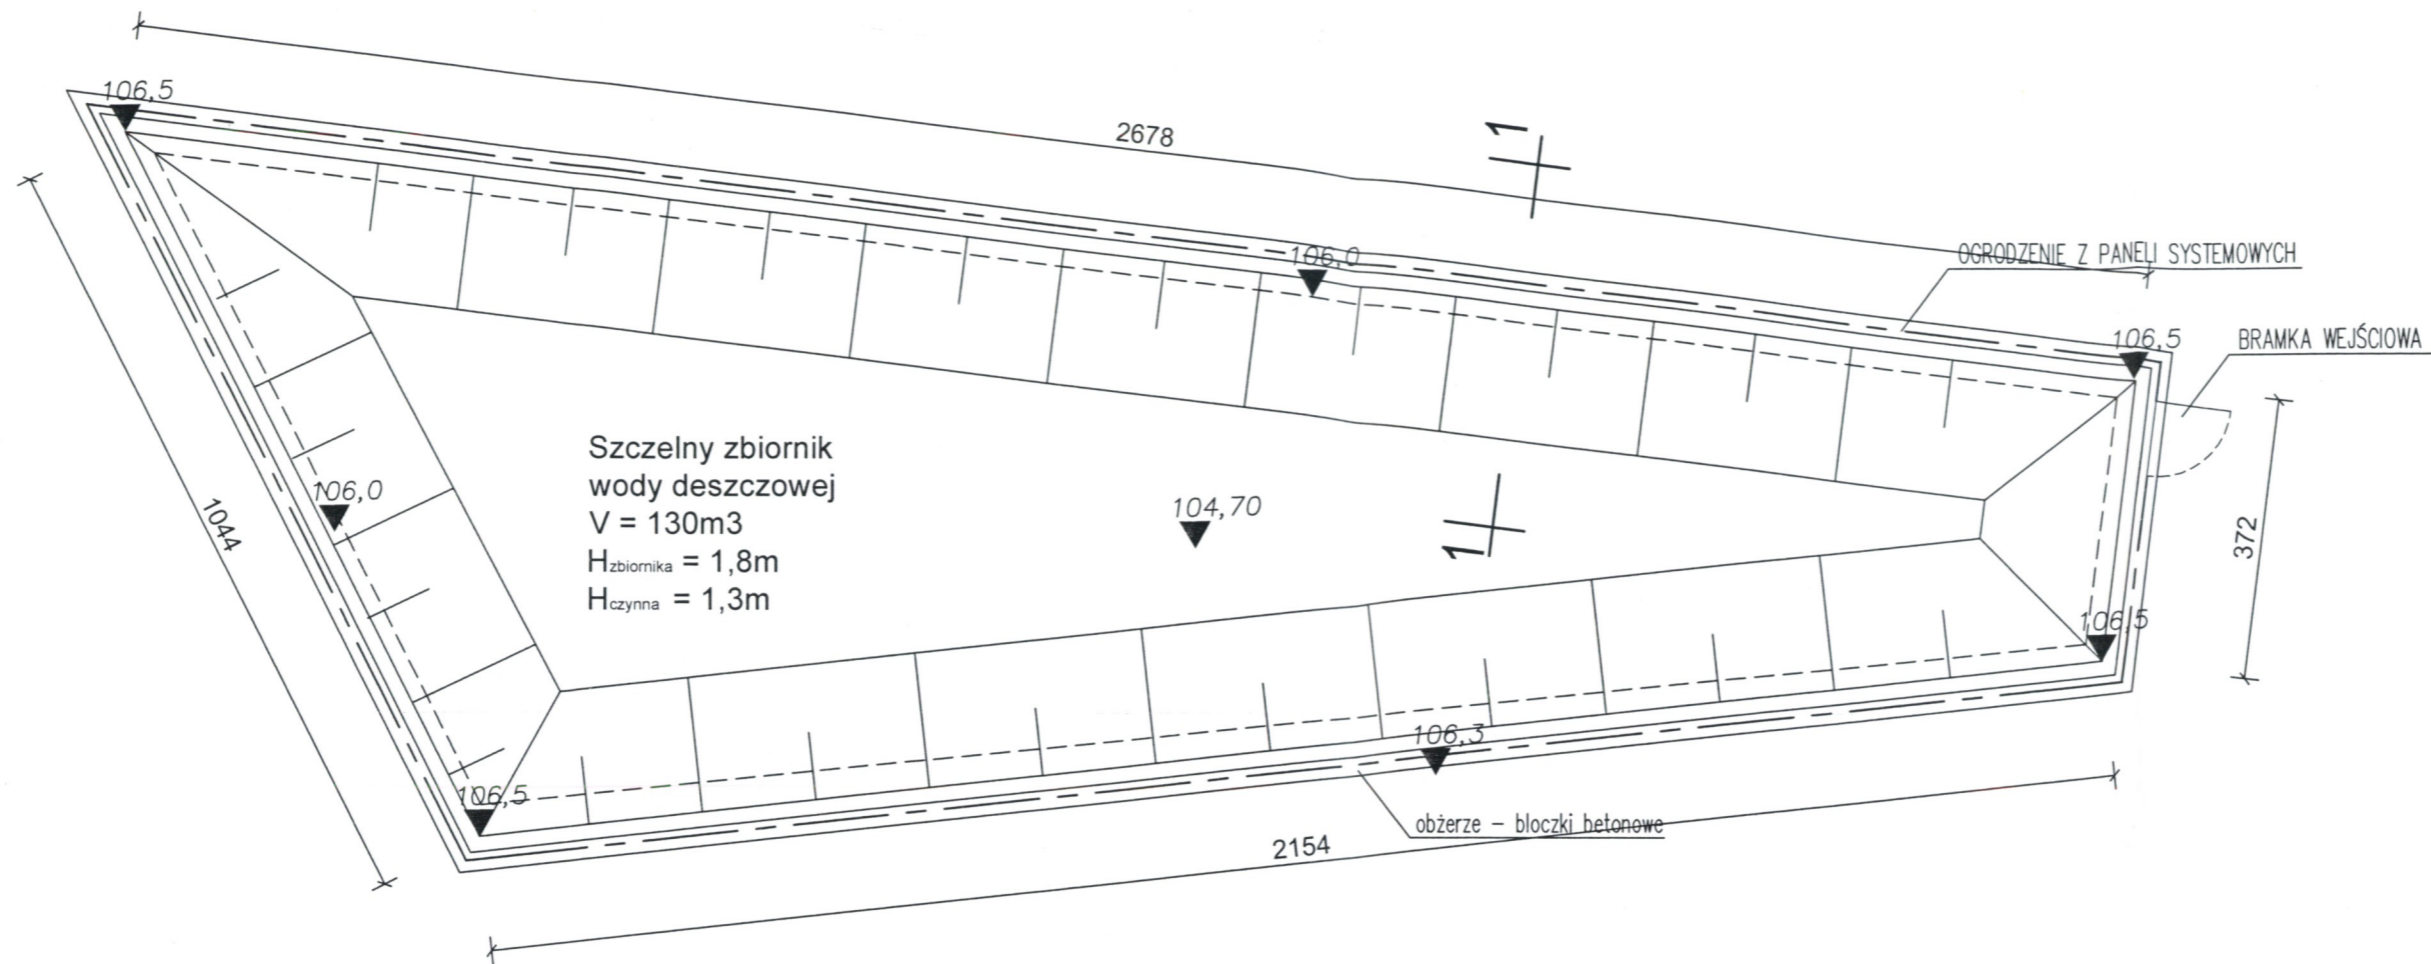 106,5
2678
1
OGRODZENIE Z PANELI SYSTEMOWYCH
106,0
106,5
BRAMKA WEJŚCIOWA
Szczelny zbiornik
wody deszczowej
V = 130m3
Hzbiornika = 1,8m
Hczynna = 1,3m
106,0
104,70
1
1044
372
106,5
106,3
106,5
obżerze – bloczki betonowe
2154